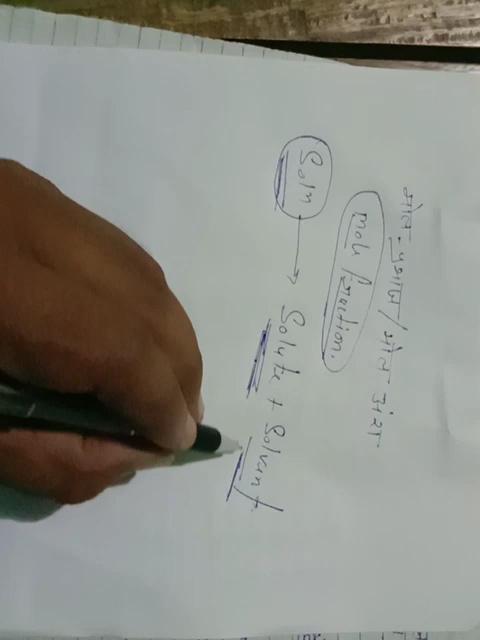 मोल-प्रभाज/मोल-अंश
mole fraction.
Soln → Solute + Solvent